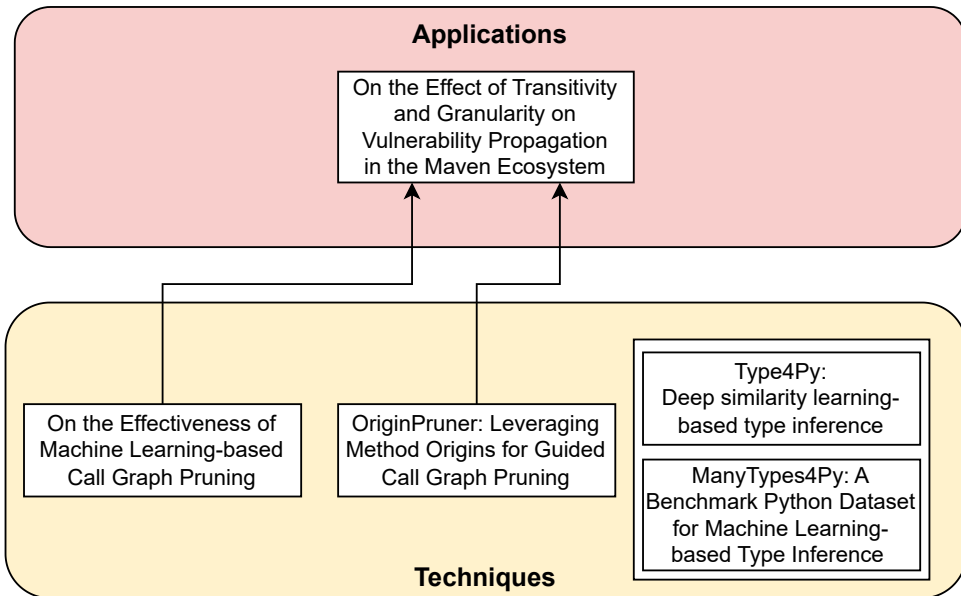 Applications
On the Effect of Transitivity
and Granularity on
Vulnerability Propagation
in the Maven Ecosystem
On the Effectiveness of
Machine Learning-based
Call Graph Pruning
OriginPruner: Leveraging
Method Origins for Guided
Call Graph Pruning
Type4Py:
Deep similarity learning-
based type inference
ManyTypes4Py: A
Benchmark Python Dataset
for Machine Learning-
based Type Inference
Techniques